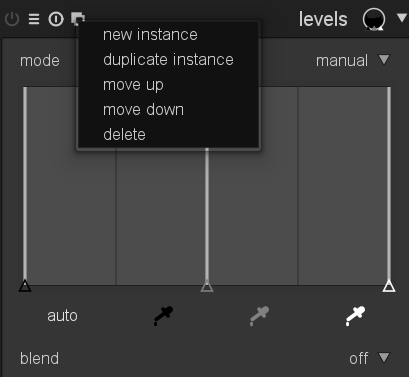 levels
new instance
duplicate instance
move up
move down
delete
mode
manual
auto
blend
off